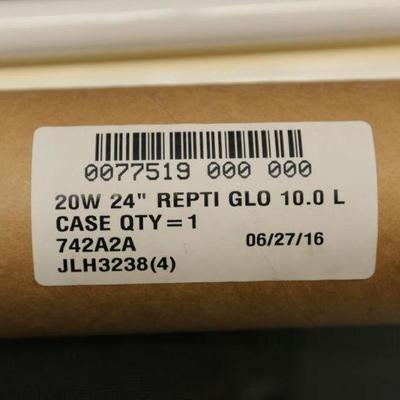 0077519 000 000
20W 24" REPTI GLO 10.0 L
CASE QTY=1
742A2A 06/27/16
JLH3238(4)